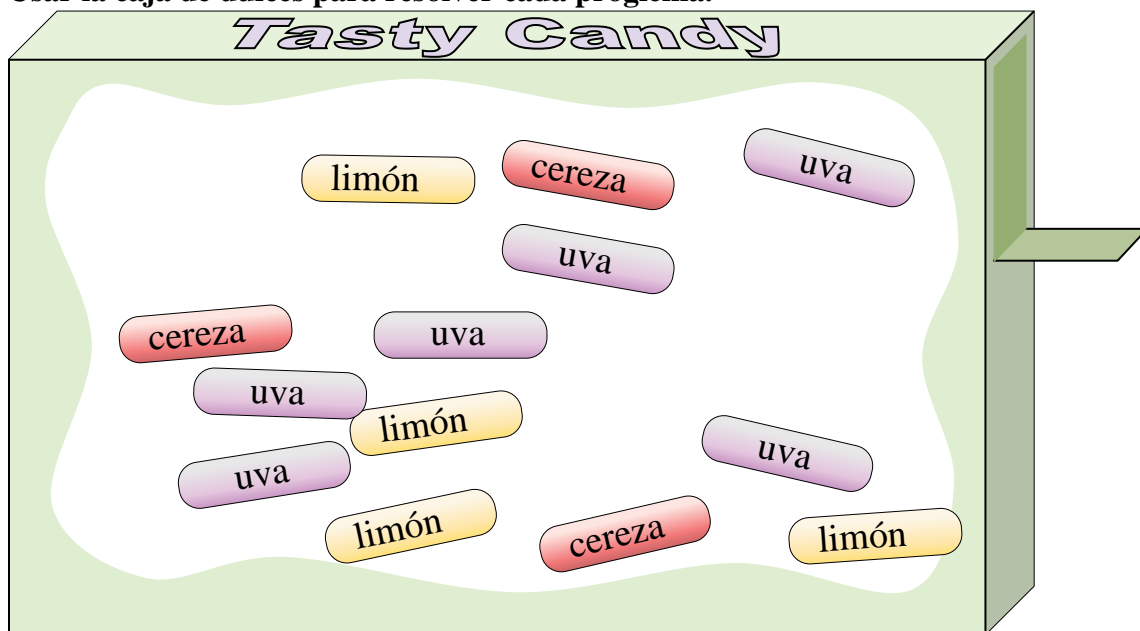 Usar la caja de dulces para resolver cada proglema.
Tasty Candy
limón
cereza
uva
uva
cereza
uva
uva
limón
uva
uva
limón
cereza
limón